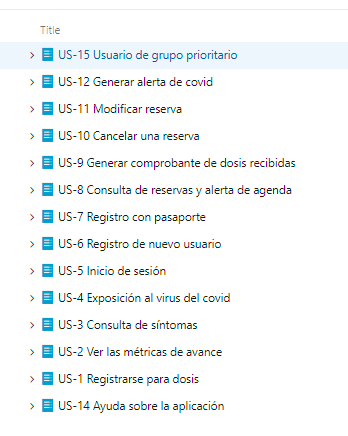 Title
US-15 Usuario de grupo prioritario
US-12 Generar alerta de covid
US-11 Modificar reserva
US-10 Cancelar una reserva
US-9 Generar comprobante de dosis recibidas
US-8 Consulta de reservas y alerta de agenda
US-7 Registro con pasaporte
US-6 Registro de nuevo usuario
US-5 Inicio de sesión
US-4 Exposición al virus del covid
US-3 Consulta de síntomas
US-2 Ver las métricas de avance
US-1 Registrarse para dosis
US-14 Ayuda sobre la aplicación